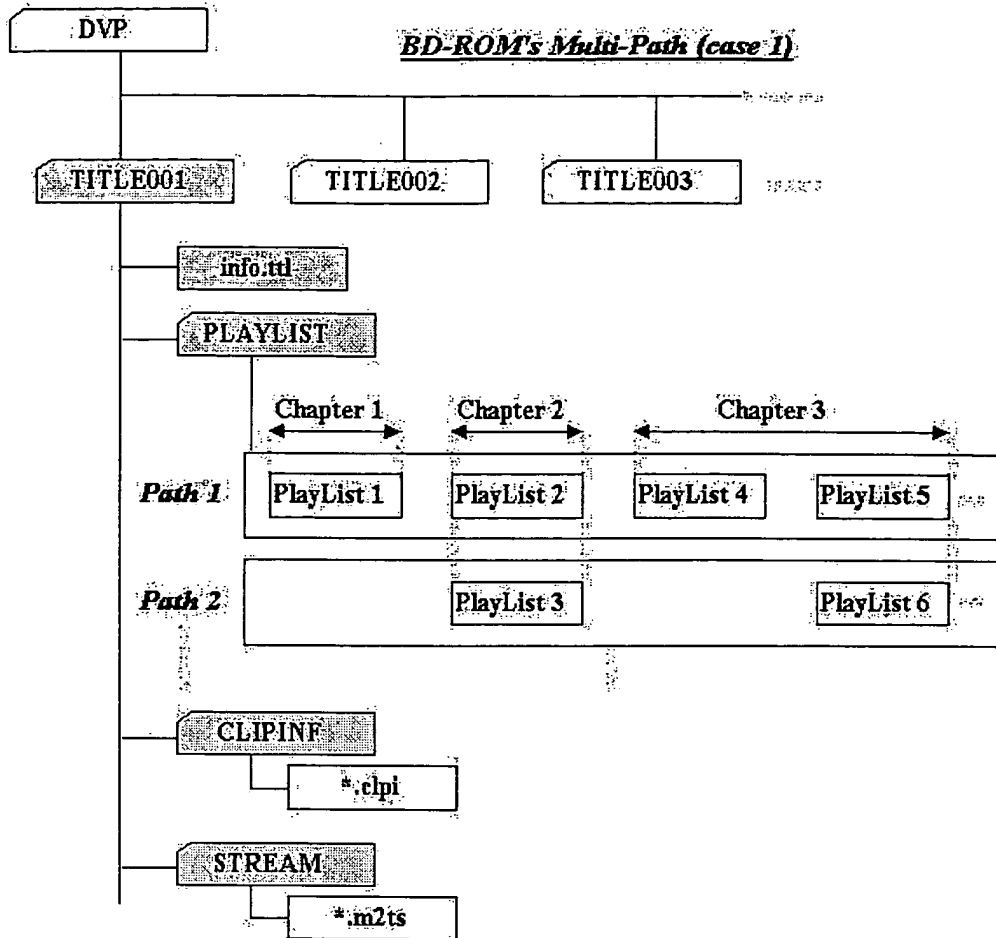 DVP
BD-ROM's Multi-Path (case 1)
TITLE001
TITLE002
TITLE003
info.ttl
PLAYLIST
Chapter 1
Chapter 2
Chapter 3
Path 1
PlayList 1
PlayList 2
PlayList 4
PlayList 5
Path 2
PlayList 3
PlayList 6
CLIPINF
*.clpi
STREAM
*.m2ts